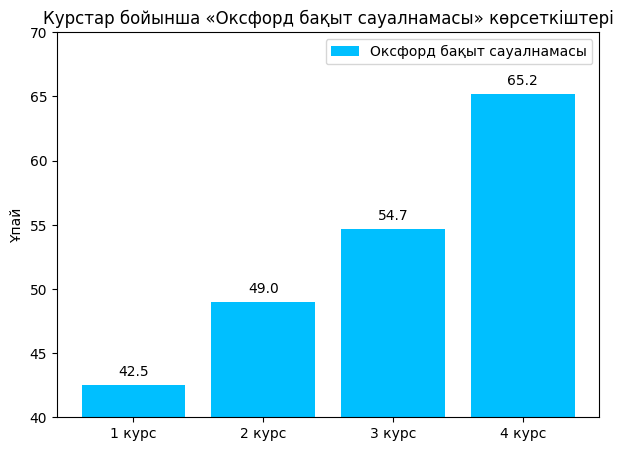 Курстар бойынша «Оксфорд бақыт сауалнамасы» көрсеткіштері
Оксфорд бақыт сауалнамасы
Ұпай
70
65
60
55
50
45
40
42.5
49.0
54.7
65.2
1 курс
2 курс
3 курс
4 курс